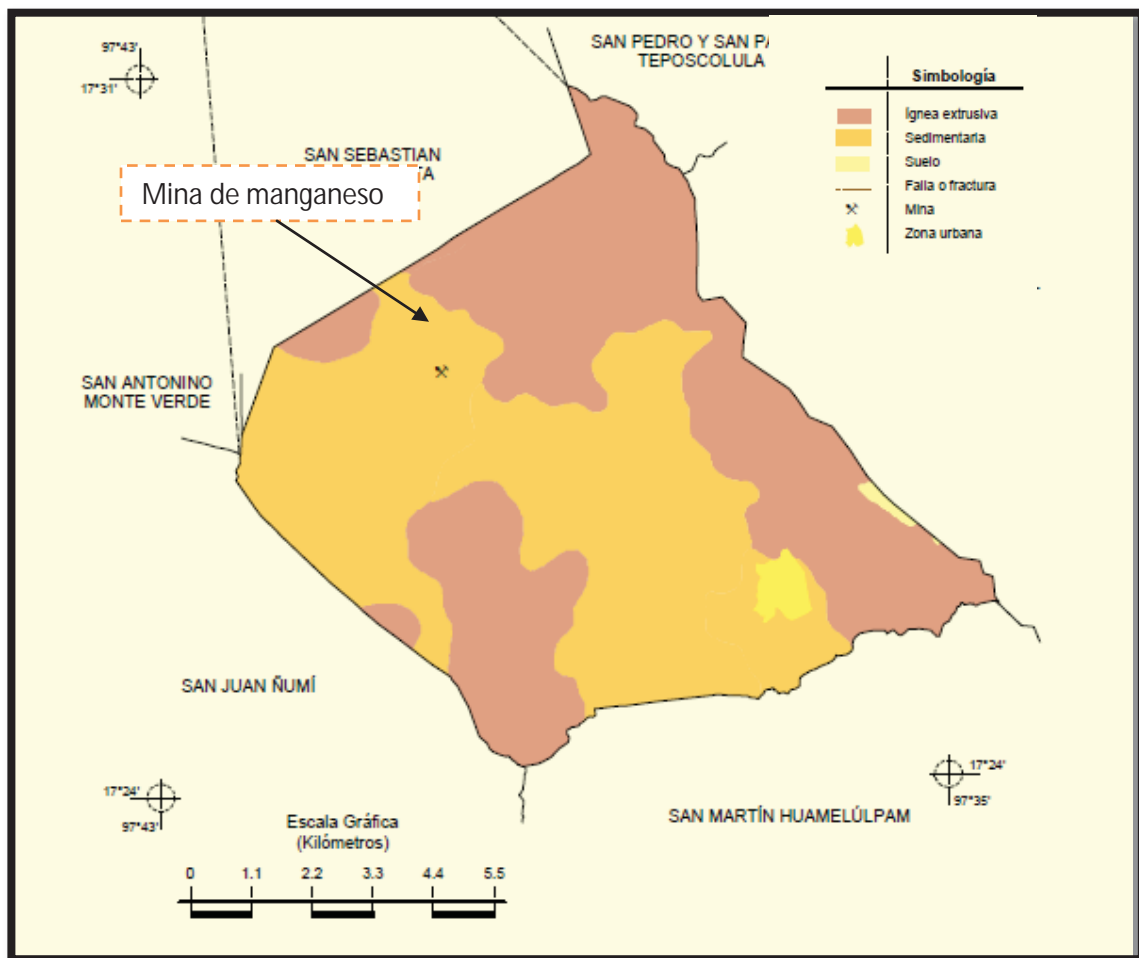 97°43'
17°31'
SAN PEDRO Y SAN
TEPOSCOLULA
Simbología
Ígnea extrusiva
Sedimentaria
Suelo
Falla o fractura
Mina
Zona urbana
SAN SEBASTIAN
Mina de manganeso
SAN ANTONINO
MONTE VERDE
SAN JUAN ÑUMÍ
17°24'
97°43'
17°24'
97°35'
SAN MARTÍN HUAMELÚLPAM
Escala Gráfica
(Kilómetros)
0 1.1 2.2 3.3 4.4 5.5